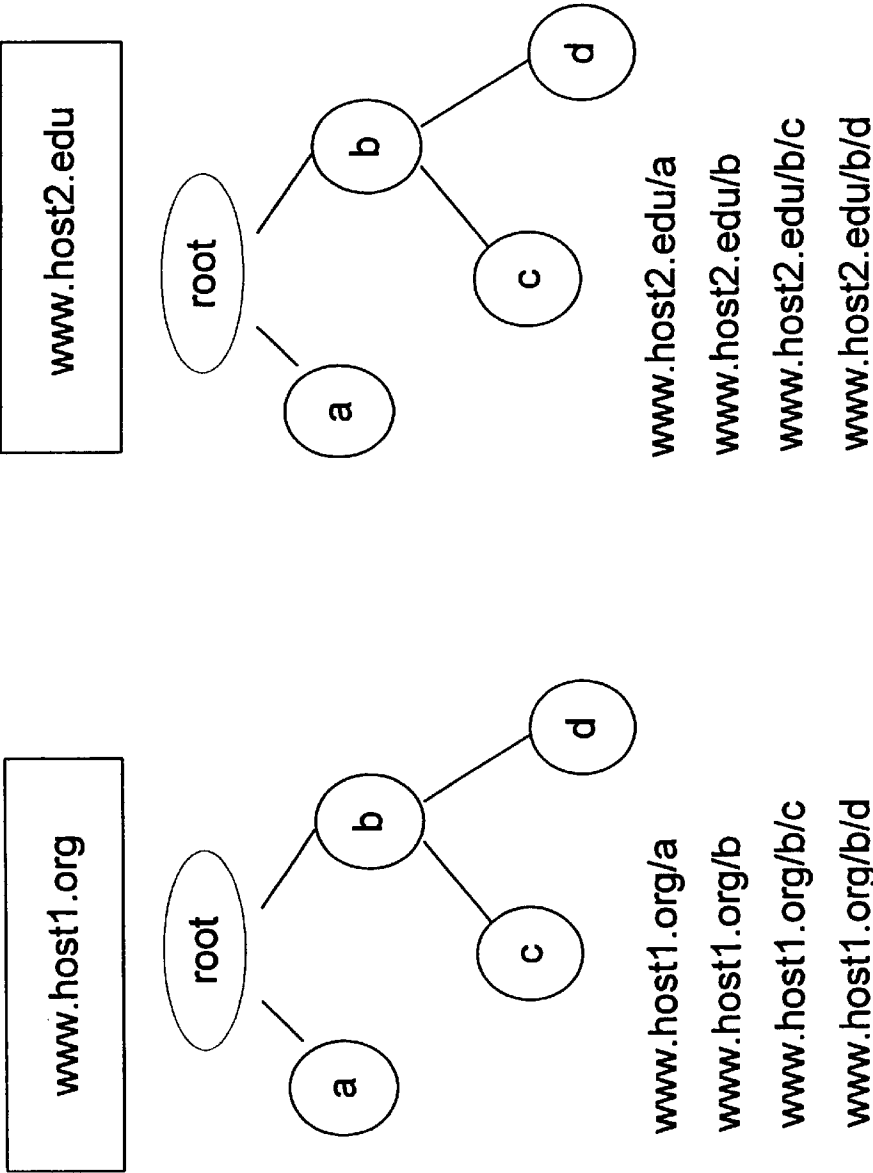 www.host1.org
root
a
b
c
d
www.host1.org/a
www.host1.org/b
www.host1.org/b/c
www.host1.org/b/d
www.host2.edu
root
a
b
c
d
www.host2.edu/a
www.host2.edu/b
www.host2.edu/b/c
www.host2.edu/b/d